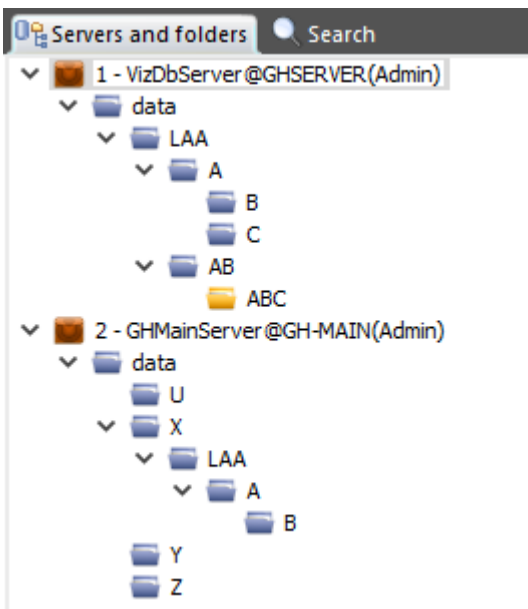 Servers and folders Search
1 - VizDbServer@GHSERVER(Admin)
data
LAA
A
B
C
AB
ABC
2 - GHMainServer@GH-MAIN(Admin)
data
U
X
LAA
A
B
Y
Z